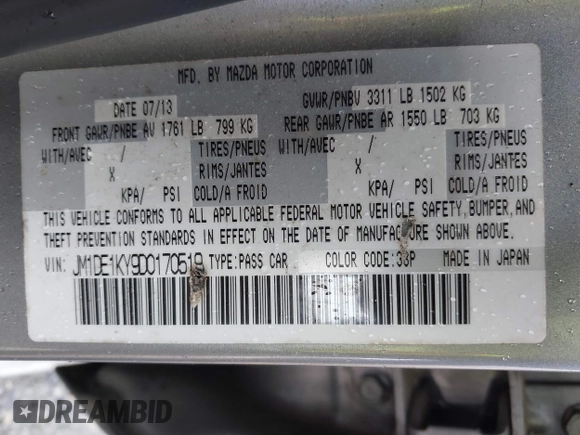 MFD. BY MAZDA MOTOR CORPORATION
DATE 07/13 GVWR/PNBV 3311 LB 1502 KG
FRONT GAWR/PNBE AV 1761 LB 799 KG REAR GAWR/PNBE AR 1550 LB 703 KG
WITH/AVEC / TIRES/PNEUS WITH/AVEC / TIRES/PNEUS
X RIMS/JANTES X RIMS/JANTES
KPA/ PSI COLD/A FROID KPA/ PSI COLD/A FROID
THIS VEHICLE CONFORMS TO ALL APPLICABLE FEDERAL MOTOR VEHICLE SAFETY, BUMPER, AND
THEFT PREVENTION STANDARDS IN EFFECT ON THE DATE OF MANUFACTURE SHOWN ABOVE.
VIN: JM1DE1KY9D0170519 TYPE:PASS CAR COLOR CODE:33P MADE IN JAPAN
DREAMBID